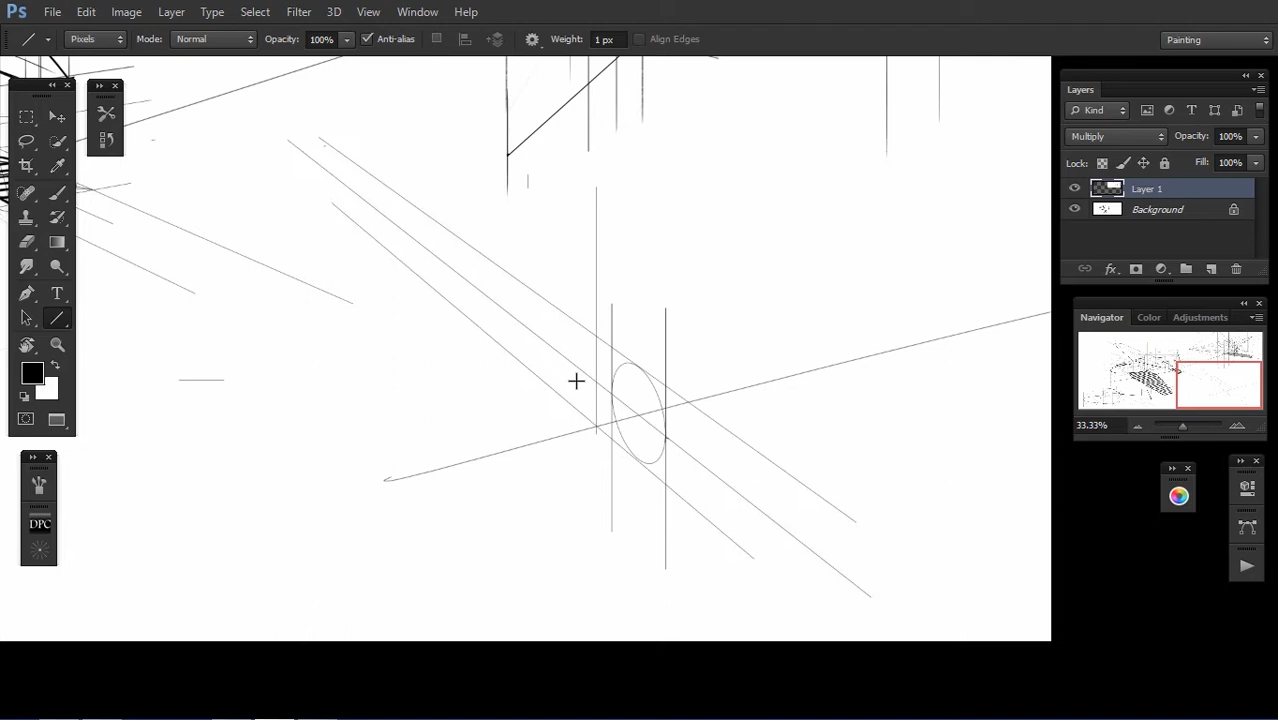 Ps File Edit Image Layer Type Select Filter 3D View Window Help
Pixels Mode: Normal Opacity: 100% Anti-alias Weight: 1 px Align Edges Painting
Layers
Kind
Multiply Opacity: 100%
Lock: Fill: 100%
Layer 1
Background
fx
Navigator Color Adjustments
33.33%
DPC